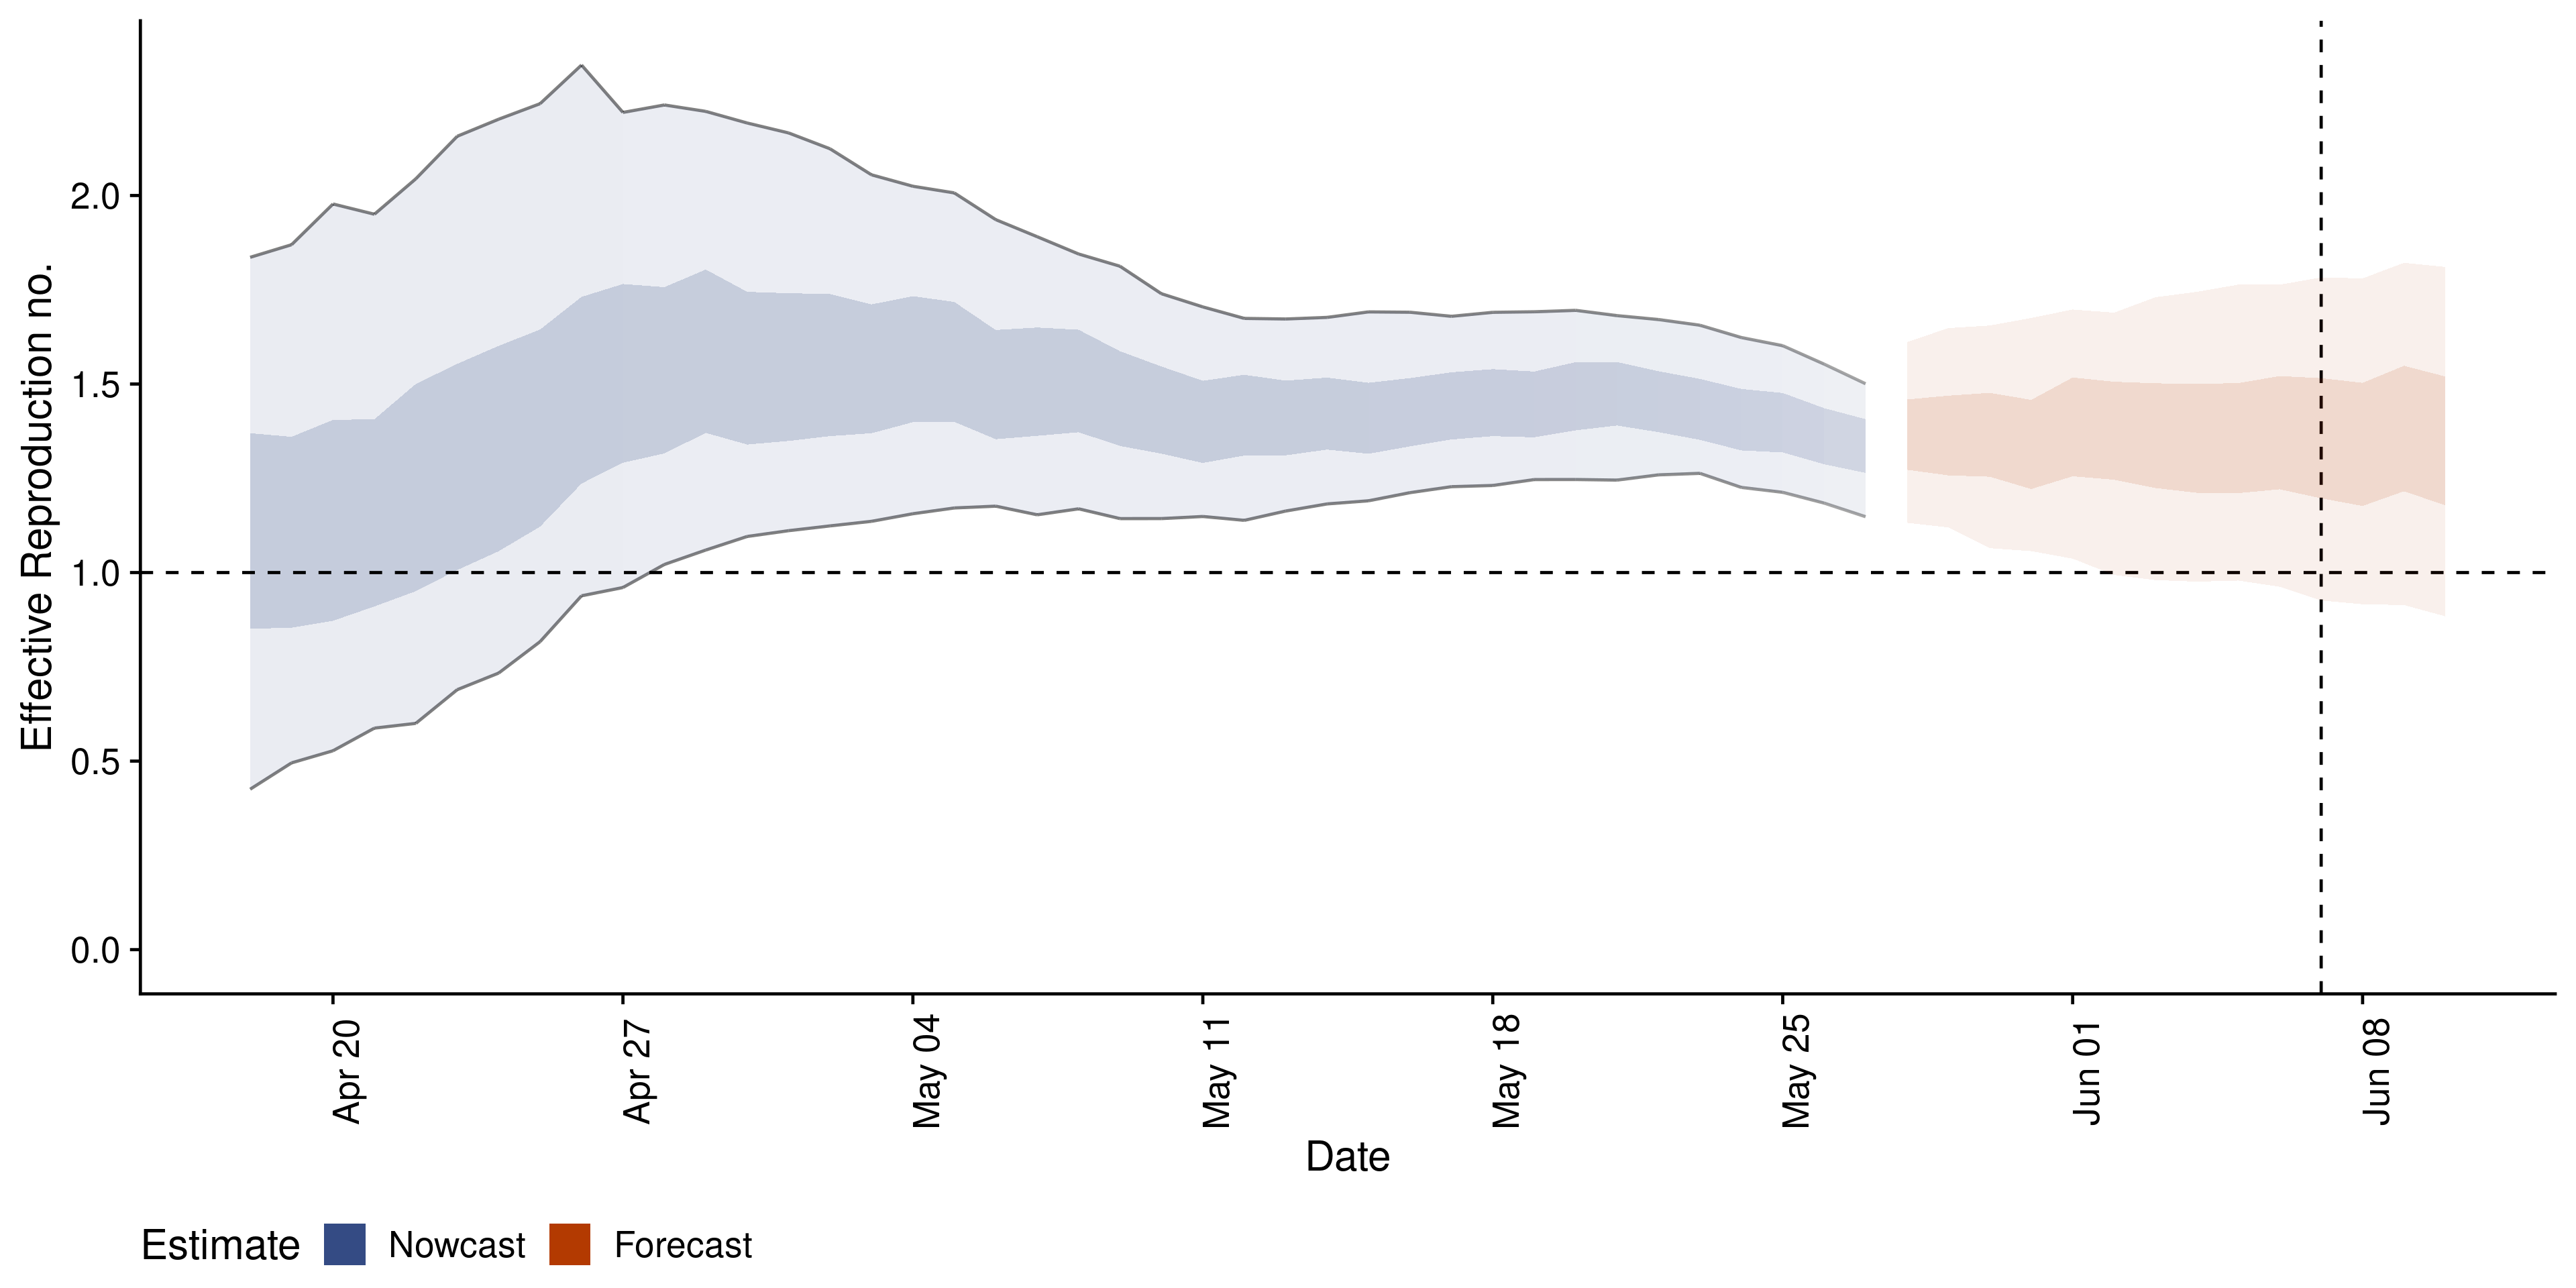 Effective Reproduction no.
2.0
1.5
1.0
0.5
0.0
Apr 20
Apr 27
May 04
May 11
May 18
May 25
Jun 01
Jun 08
Date
Estimate Nowcast Forecast